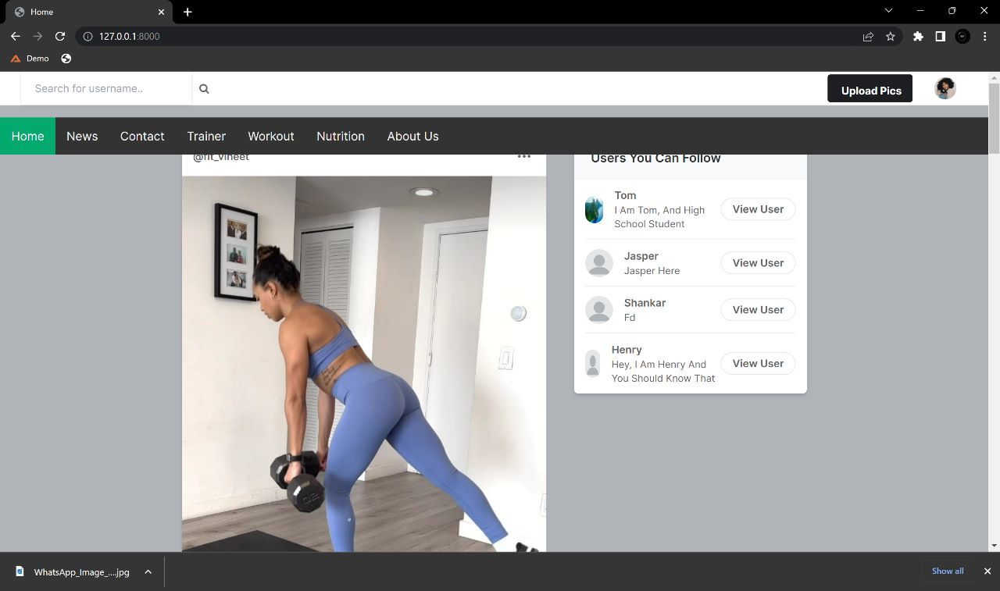 Home
127.0.0.1:8000
Demo
Search for username..
Upload Pics
Home News Contact Trainer Workout Nutrition About Us
@fit_vineet
Users You Can Follow
Tom
I Am Tom, And High
School Student
View User
Jasper
Jasper Here
View User
Shankar
Fd
View User
Henry
Hey, I Am Henry And
You Should Know That
View User
WhatsApp_Image_....jpg
Show all